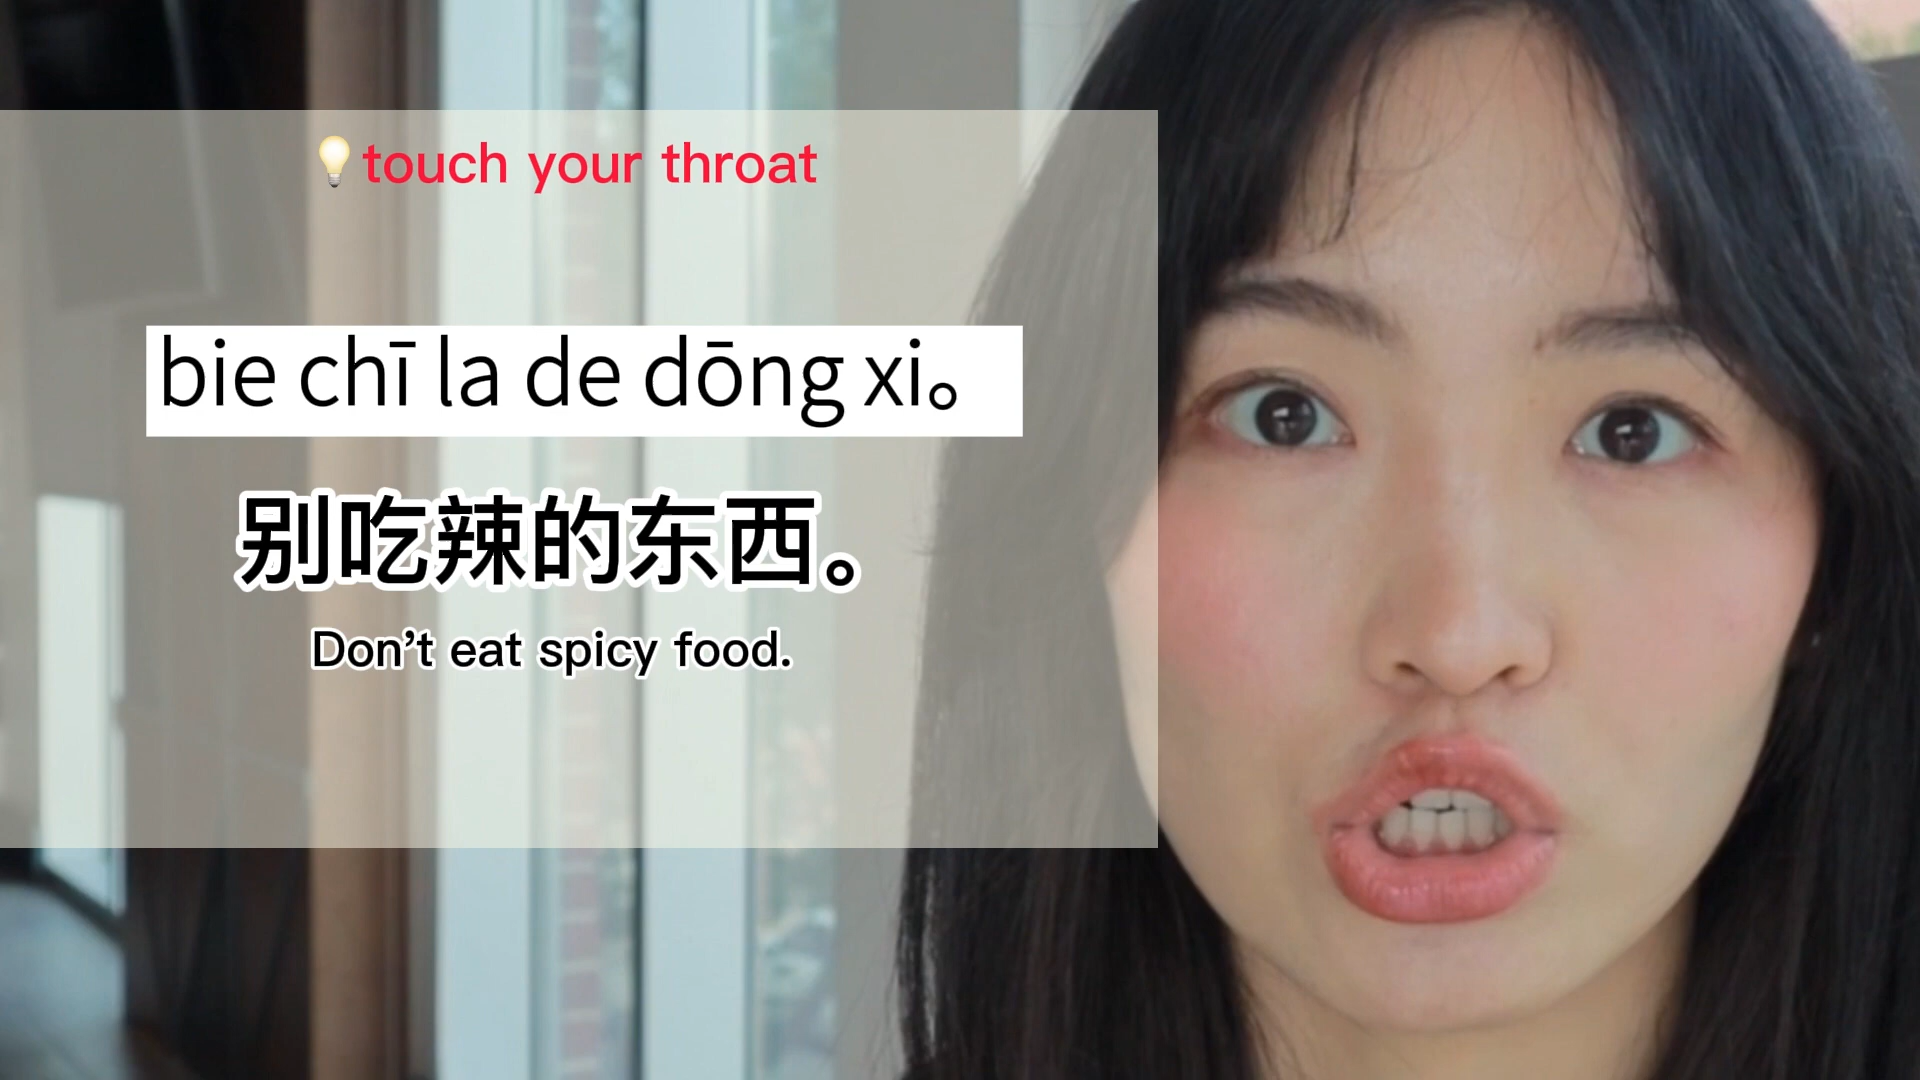 💡touch your throat
bie chī la de dōng xi。
别吃辣的东西。
Don't eat spicy food.